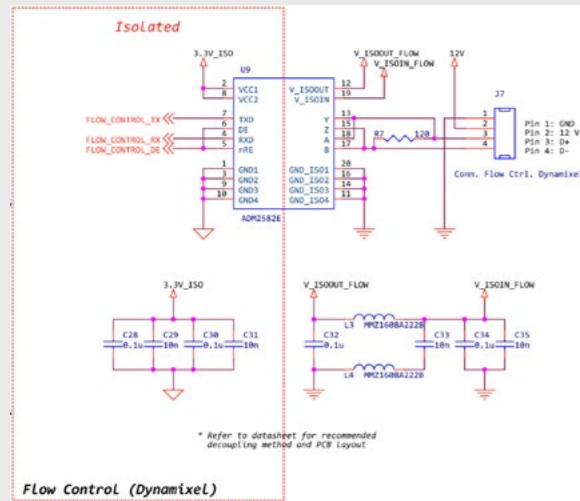 Isolated
3.3V_ISO
V_ISOOUT_FLOW
V_ISOIN_FLOW
12V
U9
2 VCC1 V_ISOOUT 12
8 VCC2 V_ISOIN 19
J7
FLOW_CONTROL_TX 7 TXD Y 13
6 DE Z 15
FLOW_CONTROL_RX 4 RXD A 18
FLOW_CONTROL_DE 5 nRE B 17
R7 120
1
2
3
4
Pin 1: GND
Pin 2: 12 V
Pin 3: D+
Pin 4: D-
1 GND1 GND_ISO1 20
3 GND2 GND_ISO2 16
9 GND3 GND_ISO3 14
10 GND4 GND_ISO4 11
Conn. Flow Ctrl. Dynamixel
ADM2582E
3.3V_ISO
V_ISOOUT_FLOW
V_ISOIN_FLOW
C28 0.1u
C29 10n
C30 0.1u
C31 10n
C32 0.1u
L3 MMZ1608A222B
C33 10n
C34 0.1u
C35 10n
L4 MMZ1608A222B
* Refer to datasheet for recommended
decoupling method and PCB layout
Flow Control (Dynamixel)